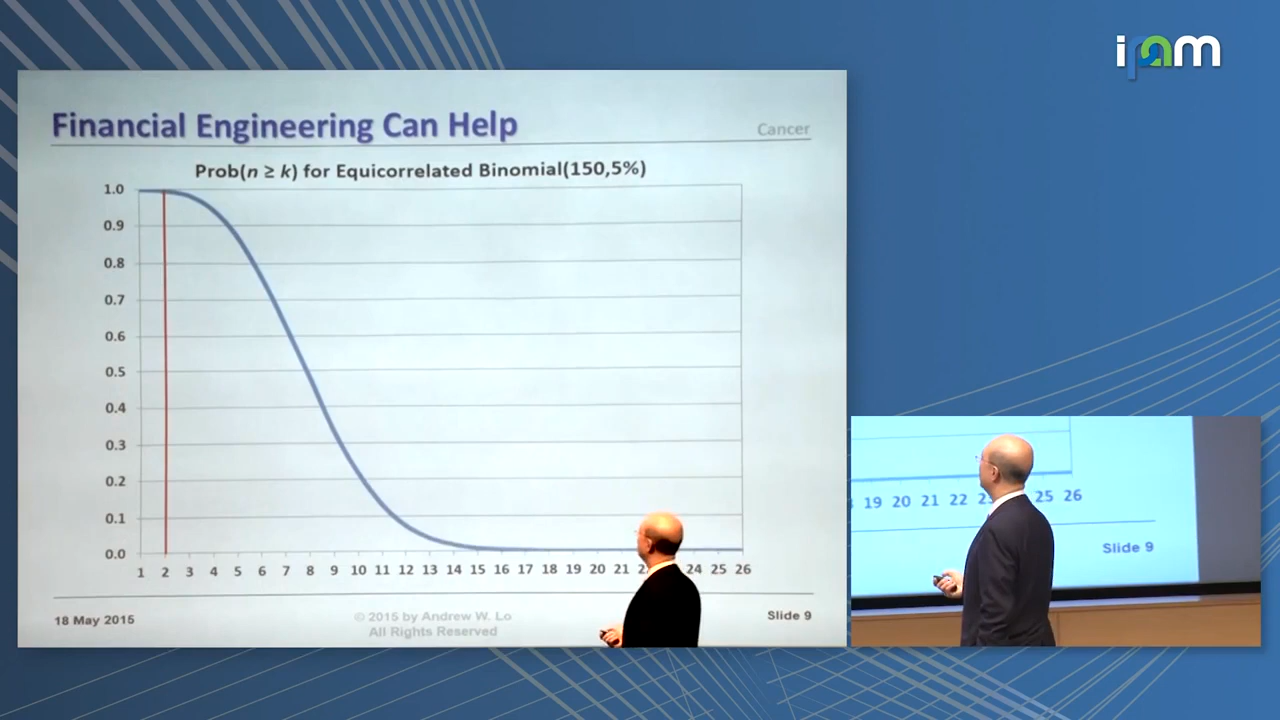 ipam
Financial Engineering Can Help
Cancer
Prob(n ≥ k) for Equicorrelated Binomial(150,5%)
1.0
0.9
0.8
0.7
0.6
0.5
0.4
0.3
0.2
0.1
0.0
1 2 3 4 5 6 7 8 9 10 11 12 13 14 15 16 17 18 19 20 21 22 24 25 26
18 May 2015
© 2015 by Andrew W. Lo
All Rights Reserved
Slide 9
19 20 21 22 25 26
Slide 9